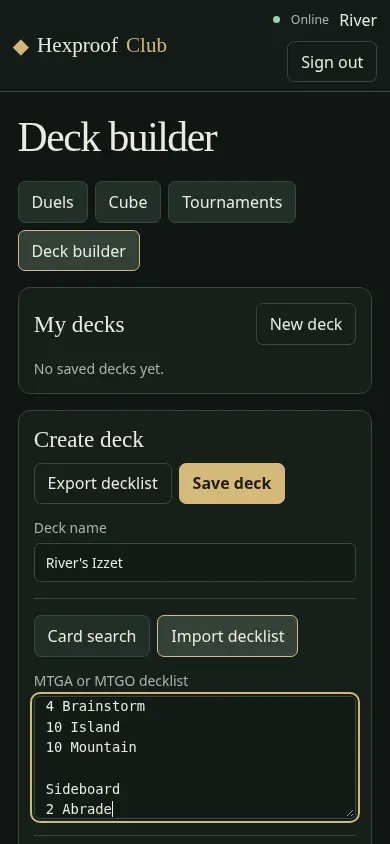 Online River
Hexproof Club
Sign out
Deck builder
Duels Cube Tournaments
Deck builder
My decks New deck
No saved decks yet.
Create deck
Export decklist Save deck
Deck name
River's Izzet
Card search Import decklist
MTGA or MTGO decklist
4 Brainstorm
10 Island
10 Mountain
Sideboard
2 Abrade